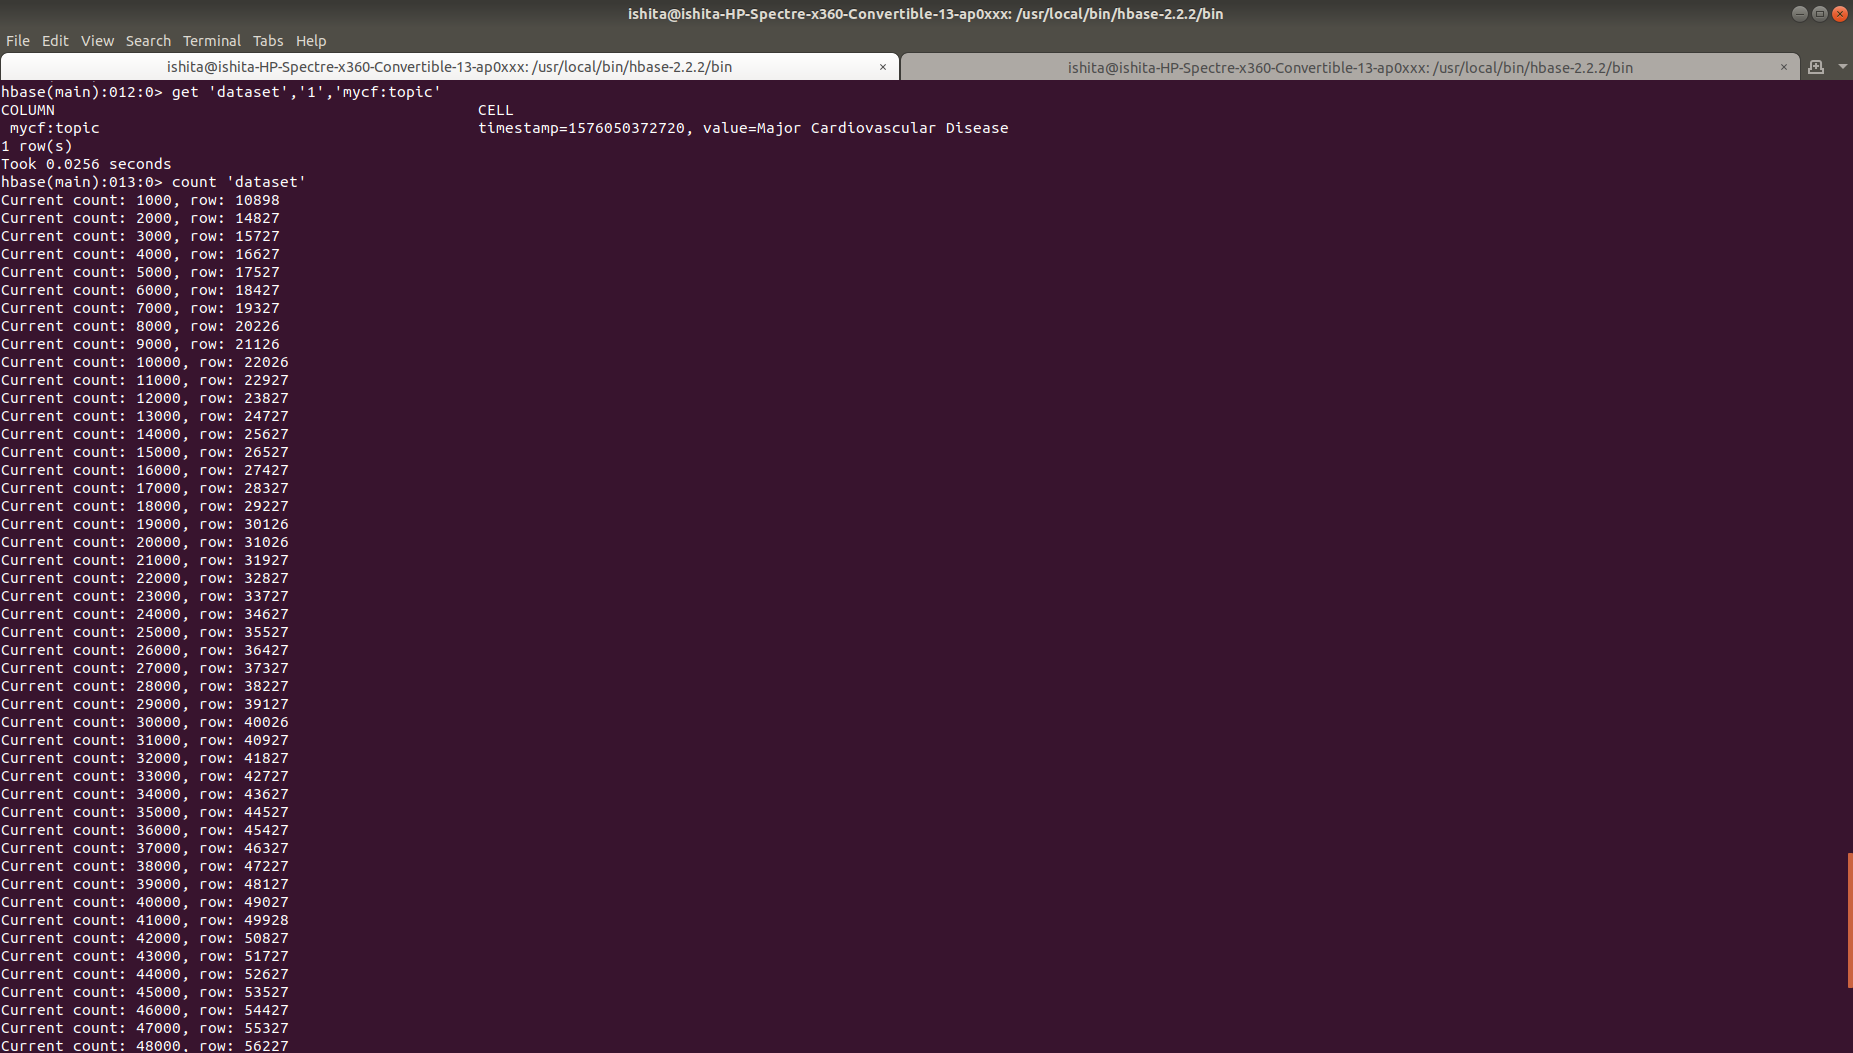 ishita@ishita-HP-Spectre-x360-Convertible-13-ap0xxx: /usr/local/bin/hbase-2.2.2/bin
File Edit View Search Terminal Tabs Help
ishita@ishita-HP-Spectre-x360-Convertible-13-ap0xxx: /usr/local/bin/hbase-2.2.2/bin
ishita@ishita-HP-Spectre-x360-Convertible-13-ap0xxx: /usr/local/bin/hbase-2.2.2/bin
hbase(main):012:0> get 'dataset','1','mycf:topic'
COLUMN CELL
mycf:topic timestamp=1576050372720, value=Major Cardiovascular Disease
1 row(s)
Took 0.0256 seconds
hbase(main):013:0> count 'dataset'
Current count: 1000, row: 10898
Current count: 2000, row: 14827
Current count: 3000, row: 15727
Current count: 4000, row: 16627
Current count: 5000, row: 17527
Current count: 6000, row: 18427
Current count: 7000, row: 19327
Current count: 8000, row: 20226
Current count: 9000, row: 21126
Current count: 10000, row: 22026
Current count: 11000, row: 22927
Current count: 12000, row: 23827
Current count: 13000, row: 24727
Current count: 14000, row: 25627
Current count: 15000, row: 26527
Current count: 16000, row: 27427
Current count: 17000, row: 28327
Current count: 18000, row: 29227
Current count: 19000, row: 30126
Current count: 20000, row: 31026
Current count: 21000, row: 31927
Current count: 22000, row: 32827
Current count: 23000, row: 33727
Current count: 24000, row: 34627
Current count: 25000, row: 35527
Current count: 26000, row: 36427
Current count: 27000, row: 37327
Current count: 28000, row: 38227
Current count: 29000, row: 39127
Current count: 30000, row: 40026
Current count: 31000, row: 40927
Current count: 32000, row: 41827
Current count: 33000, row: 42727
Current count: 34000, row: 43627
Current count: 35000, row: 44527
Current count: 36000, row: 45427
Current count: 37000, row: 46327
Current count: 38000, row: 47227
Current count: 39000, row: 48127
Current count: 40000, row: 49027
Current count: 41000, row: 49928
Current count: 42000, row: 50827
Current count: 43000, row: 51727
Current count: 44000, row: 52627
Current count: 45000, row: 53527
Current count: 46000, row: 54427
Current count: 47000, row: 55327
Current count: 48000, row: 56227